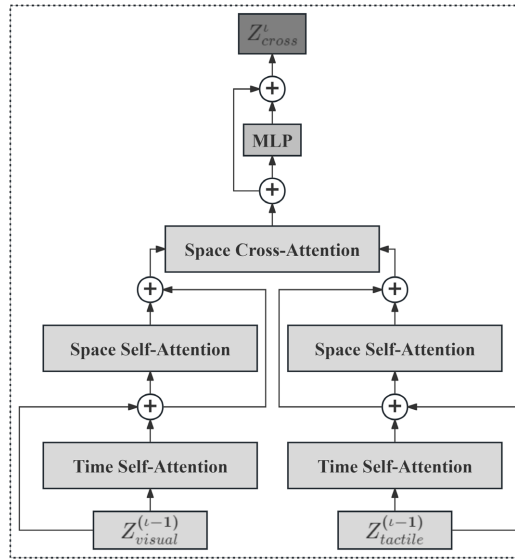 Z^ι_cross
+
MLP
+
Space Cross-Attention
+ +
Space Self-Attention Space Self-Attention
+ +
Time Self-Attention Time Self-Attention
Z^(ι−1)_visual Z^(ι−1)_tactile